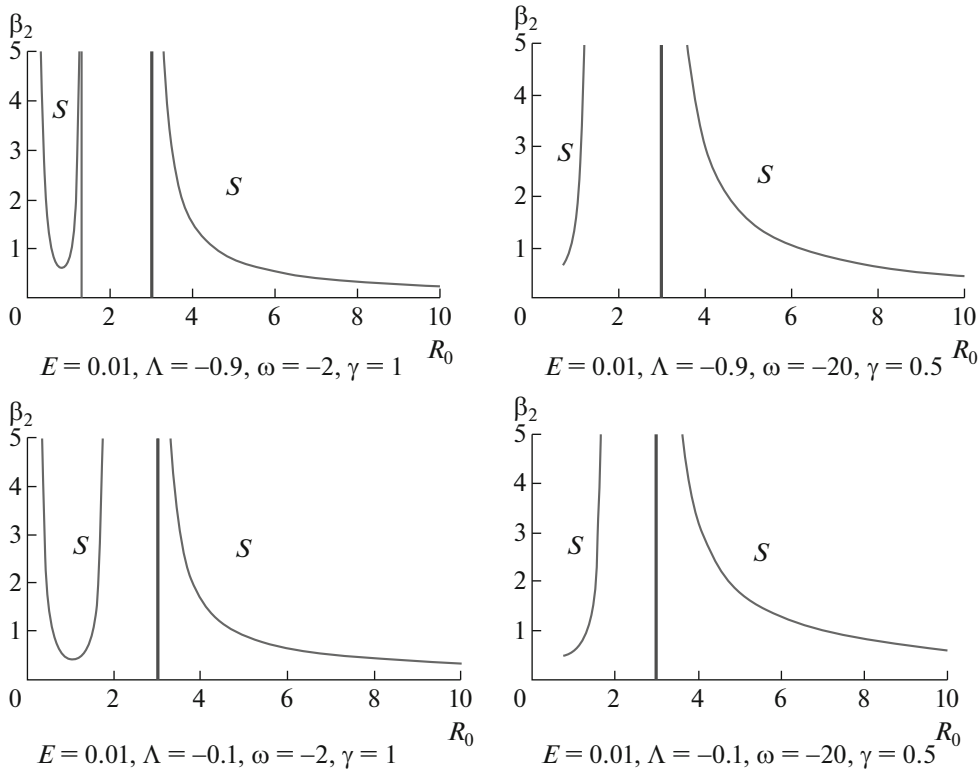 β₂
5
4
3
2
1
S
S
2
4
6
8
10
R₀
E = 0.01, Λ = –0.9, ω = –2, γ = 1
β₂
5
4
3
2
1
S
S
0
2
4
6
8
10
R₀
E = 0.01, Λ = –0.9, ω = –20, γ = 0.5
β₂
5
4
3
2
1
S
S
0
2
4
6
8
10
R₀
E = 0.01, Λ = –0.1, ω = –2, γ = 1
β₂
5
4
3
2
1
S
S
0
2
4
6
8
10
R₀
E = 0.01, Λ = –0.1, ω = –20, γ = 0.5